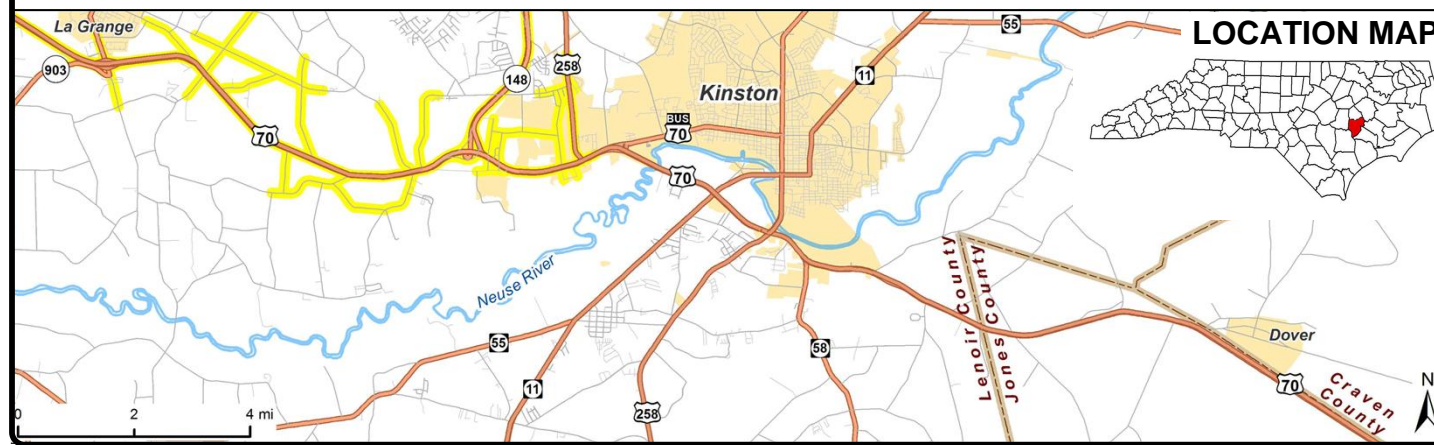 LOCATION MAP
La Grange
903
70
148
258
Kinston
BUS
70
70
11
55
Neuse River
55
11
258
58
Lenoir County
Jones County
Dover
70
Craven
County
N
0 2 4 mi